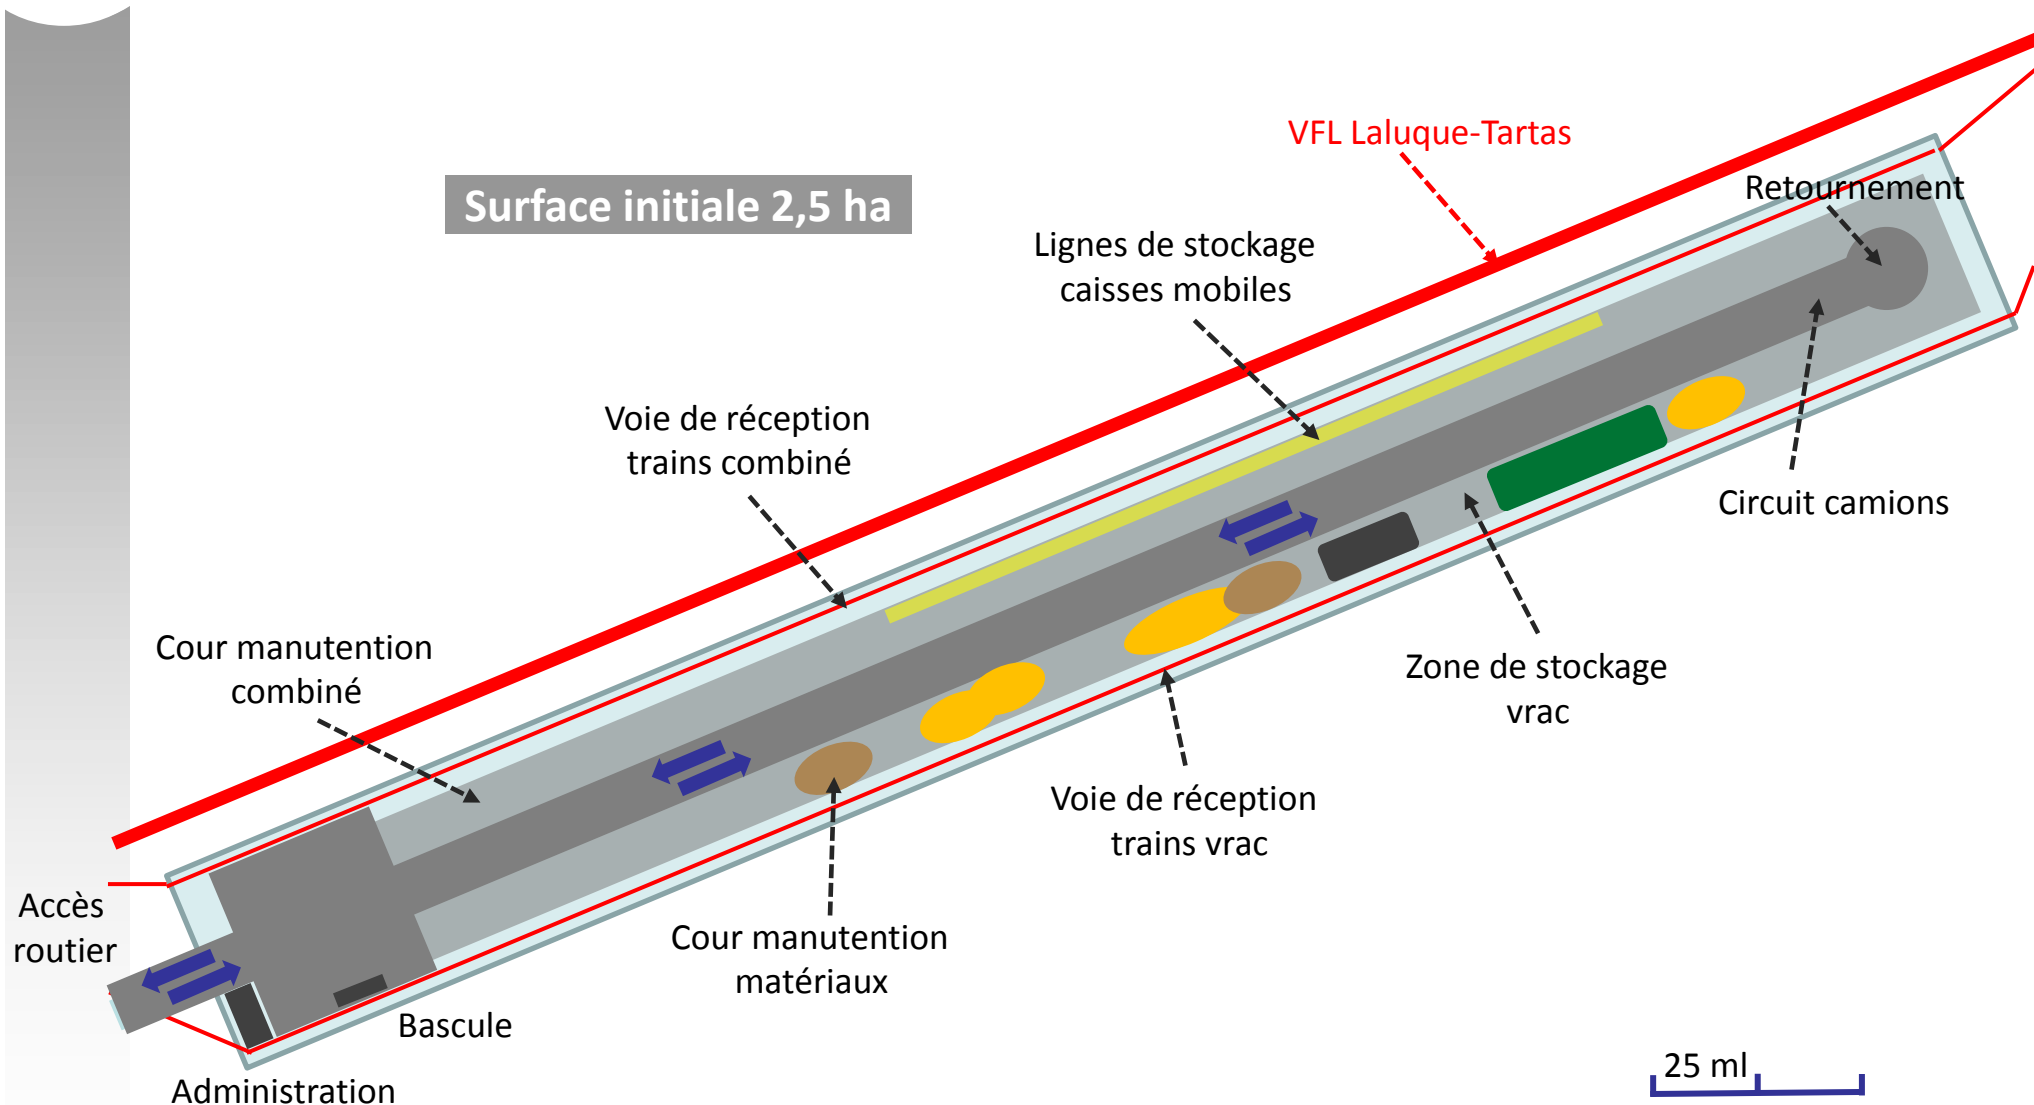 VFL Laluque-Tartas
Retournement
Surface initiale 2,5 ha
Lignes de stockage
caisses mobiles
Voie de réception
trains combiné
Circuit camions
Cour manutention
combiné
Zone de stockage
vrac
Voie de réception
trains vrac
Accès
routier
Cour manutention
matériaux
Bascule
Administration
25 ml